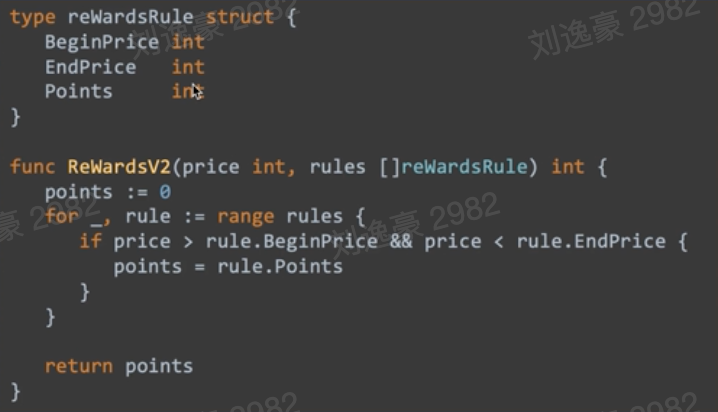 type reWardsRule struct {
    BeginPrice int
    EndPrice   int
    Points     int
}

func ReWardsV2(price int, rules []reWardsRule) int {
    points := 0
    for _, rule := range rules {
        if price > rule.BeginPrice && price < rule.EndPrice {
            points = rule.Points
        }
    }

    return points
}
刘逸豪 2982
刘逸豪 2982
豪 2982
刘逸豪 2982
2982
2982